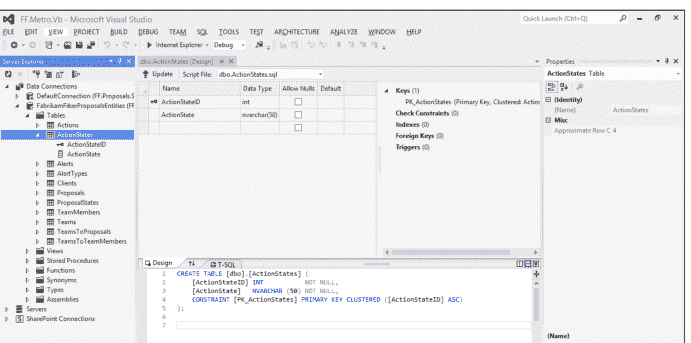 FF.Metro.Vb - Microsoft Visual Studio
Quick Launch (Ctrl+Q)
FILE EDIT VIEW PROJECT BUILD DEBUG TEAM SQL TOOLS TEST ARCHITECTURE ANALYZE WINDOW HELP
Internet Explorer Debug
Server Explorer
Data Connections
DefaultConnection (FF.Proposals.S
FabrikamFiberProposalsEntities (FF
Tables
Actions
ActionStates
ActionStateID
ActionState
Alerts
AlertTypes
Clients
Proposals
ProposalStates
TeamMembers
Teams
TeamsToProposals
TeamsToTeamMembers
Views
Stored Procedures
Functions
Synonyms
Types
Assemblies
Servers
SharePoint Connections
dbo.ActionStates [Design]
Update Script File: dbo.ActionStates.sql
Name Data Type Allow Nulls Default
ActionStateID int
ActionState nvarchar(50)
Keys (1)
PK_ActionStates (Primary Key, Clustered: Action
Check Constraints (0)
Indexes (0)
Foreign Keys (0)
Triggers (0)
Design T-SQL
1 CREATE TABLE [dbo].[ActionStates] (
2 [ActionStateID] INT NOT NULL,
3 [ActionState] NVARCHAR (50) NOT NULL,
4 CONSTRAINT [PK_ActionStates] PRIMARY KEY CLUSTERED ([ActionStateID] ASC)
5 );
6
7
Properties
ActionStates Table
(Identity)
(Name) ActionStates
Misc
Approximate Row C 4
(Name)